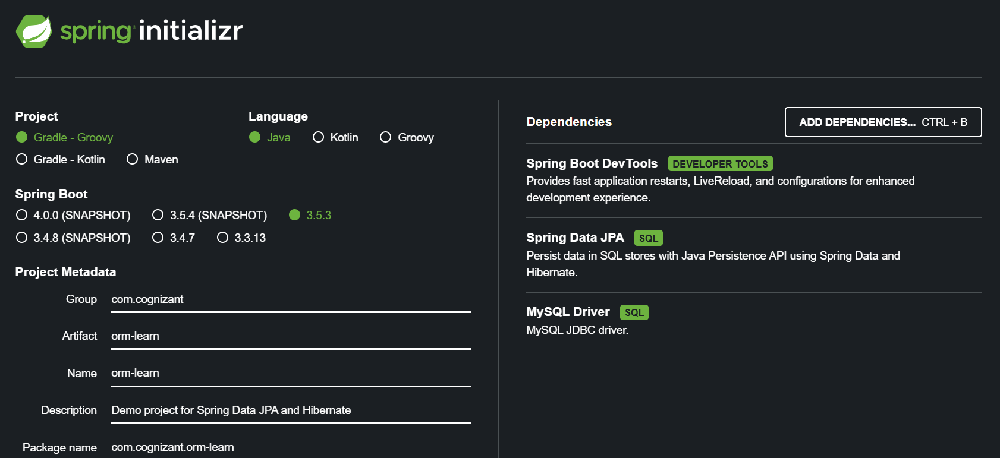 spring initializr
Project
Gradle - Groovy
Gradle - Kotlin Maven
Language
Java Kotlin Groovy
Spring Boot
4.0.0 (SNAPSHOT) 3.5.4 (SNAPSHOT) 3.5.3
3.4.8 (SNAPSHOT) 3.4.7 3.3.13
Project Metadata
Group com.cognizant
Artifact orm-learn
Name orm-learn
Description Demo project for Spring Data JPA and Hibernate
Package name com.cognizant.orm-learn
Dependencies ADD DEPENDENCIES... CTRL + B
Spring Boot DevTools DEVELOPER TOOLS
Provides fast application restarts, LiveReload, and configurations for enhanced
development experience.
Spring Data JPA SQL
Persist data in SQL stores with Java Persistence API using Spring Data and
Hibernate.
MySQL Driver SQL
MySQL JDBC driver.